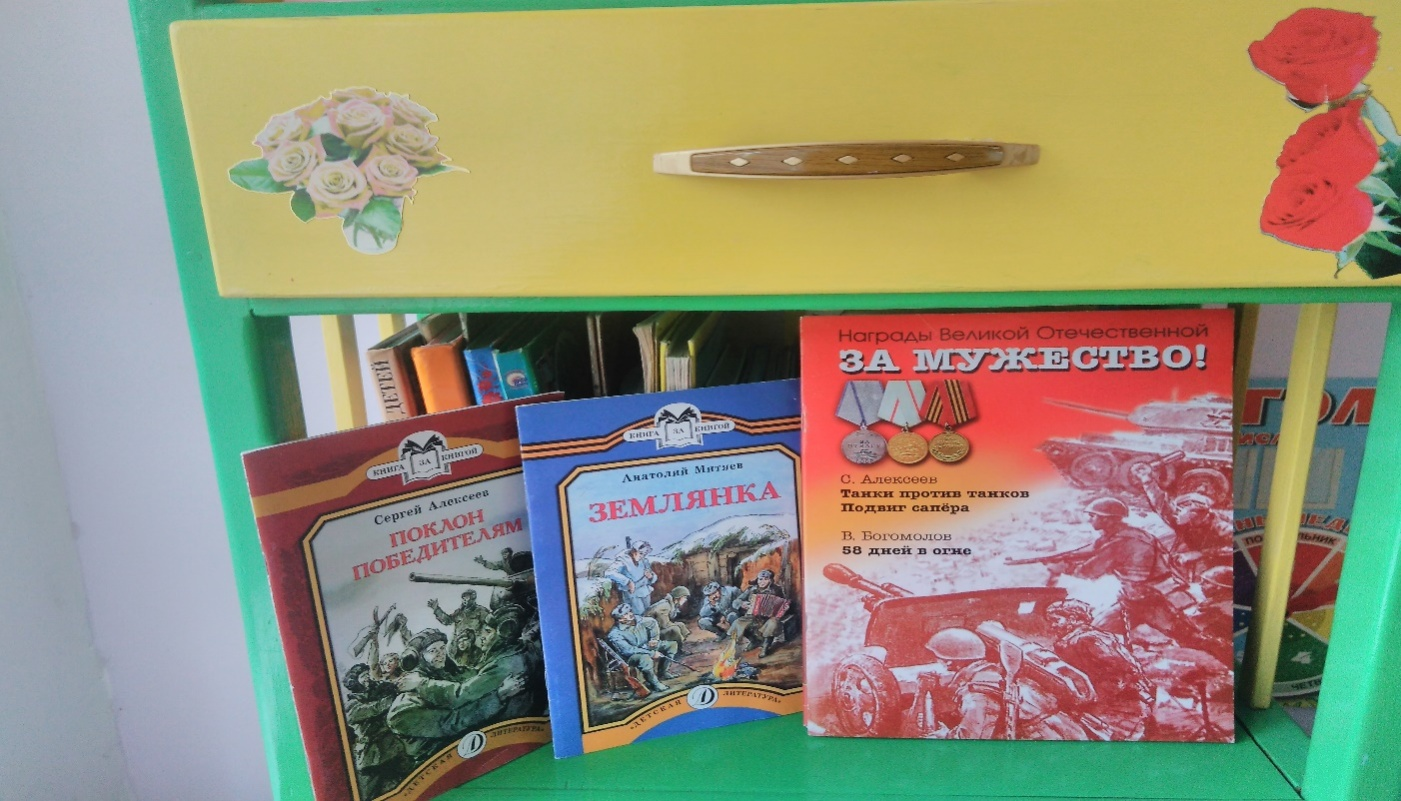 ДЕТЕЙ
КНИГА ЗА КНИГОЙ
Сергей Алексеев
ПОКЛОН
ПОБЕДИТЕЛЯМ
«ДЕТСКАЯ ЛИТЕРАТУРА»
КНИГА ЗА КНИГОЙ
Анатолий Митяев
ЗЕМЛЯНКА
«ДЕТСКАЯ ЛИТЕРАТУРА»
Награды Великой Отечественной
ЗА МУЖЕСТВО!
С. Алексеев
Танки против танков
Подвиг сапёра
В. Богомолов
58 дней в огне